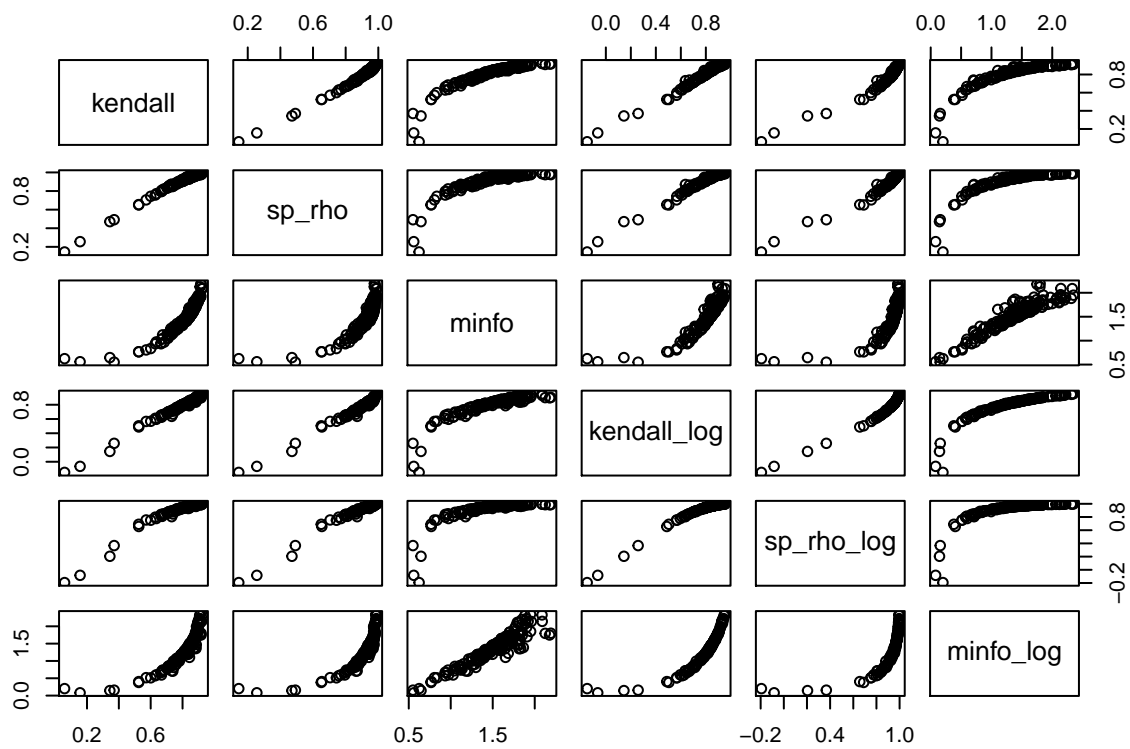 0.2 0.6 1.0
0.0 0.4 0.8
0.0 1.0 2.0
kendall
0.2 0.8
0.2 0.8
sp_rho
minfo
0.5 1.5
0.0 0.8
kendall_log
sp_rho_log
−0.2 0.8
0.0 1.5
minfo_log
0.2 0.6
0.5 1.5
−0.2 0.4 1.0